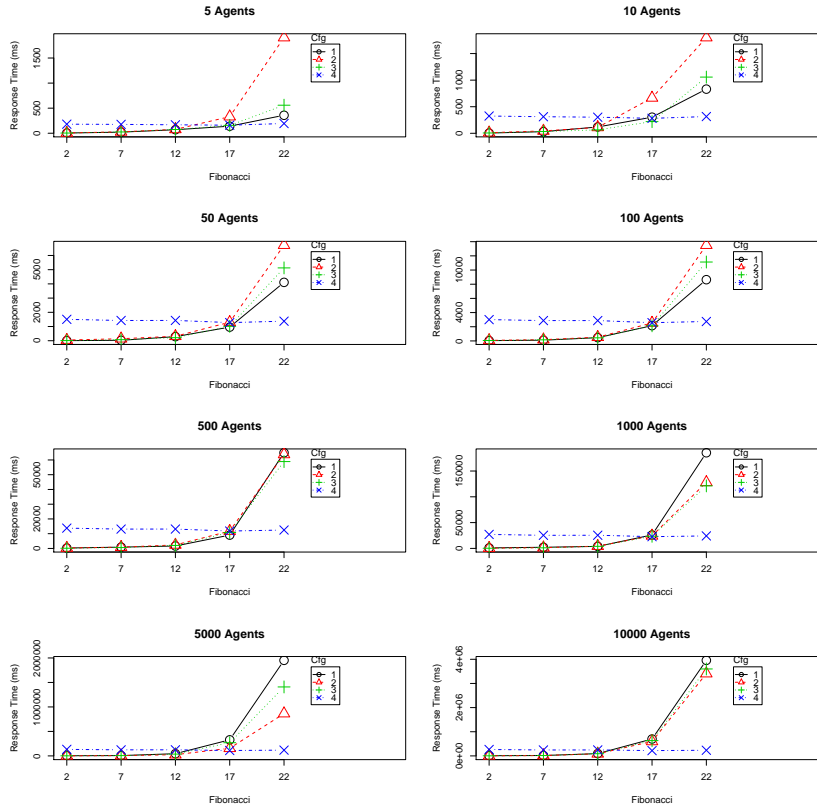 5 Agents
Response Time (ms)
0 500 1500
2 7 12 17 22
Fibonacci
Cfg
1
2
3
4
10 Agents
Response Time (ms)
0 500 1000
2 7 12 17 22
Fibonacci
Cfg
1
2
3
4
50 Agents
Response Time (ms)
0 2000 5000
2 7 12 17 22
Fibonacci
Cfg
1
2
3
4
100 Agents
Response Time (ms)
0 4000 10000
2 7 12 17 22
Fibonacci
Cfg
1
2
3
4
500 Agents
Response Time (ms)
0 20000 50000
2 7 12 17 22
Fibonacci
Cfg
1
2
3
4
1000 Agents
Response Time (ms)
0 50000 150000
2 7 12 17 22
Fibonacci
Cfg
1
2
3
4
5000 Agents
Response Time (ms)
0 1000000 2000000
2 7 12 17 22
Fibonacci
Cfg
1
2
3
4
10000 Agents
Response Time (ms)
0e+00 2e+06 4e+06
2 7 12 17 22
Fibonacci
Cfg
1
2
3
4